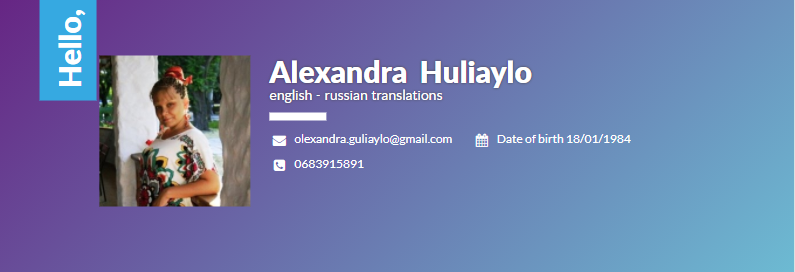 Hello,
Alexandra Huliaylo
english - russian translations
olexandra.guliaylo@gmail.com
Date of birth 18/01/1984
0683915891